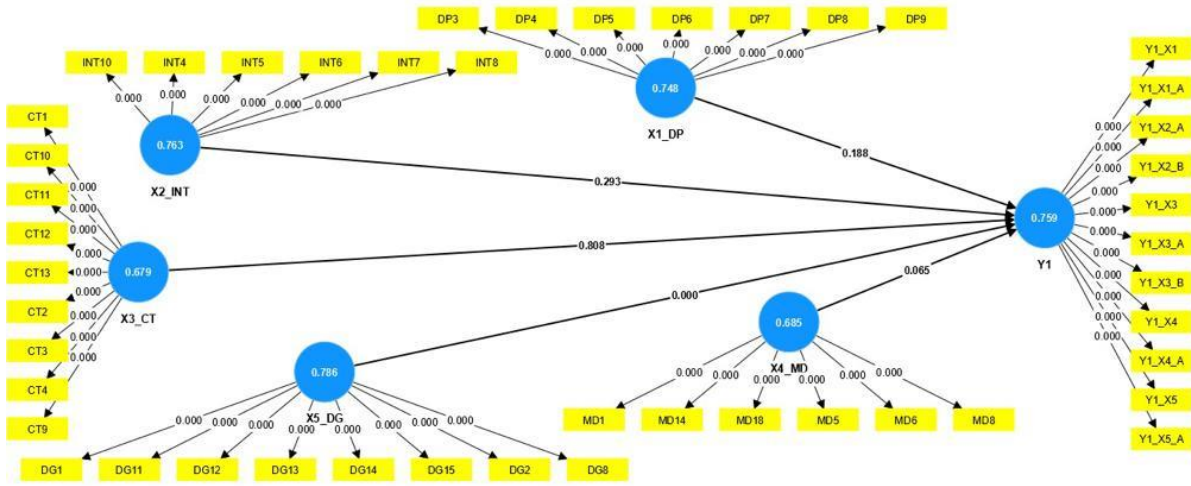 DP3 DP4 DP5 DP6 DP7 DP8 DP9
0.000 0.000 0.000 0.000 0.000 0.000 0.000
0.748
X1_DP
INT10 INT4 INT5 INT6 INT7 INT8
0.000 0.000 0.000 0.000 0.000 0.000
0.763
X2_INT
CT1
CT10
CT11
CT12
CT13
CT2
CT3
CT4
CT9
0.000
0.000
0.000
0.000
0.000
0.000
0.000
0.000
0.000
0.679
X3_CT
0.188
0.293
0.808
0.000
0.065
0.786
X5_DG
0.000 0.000 0.000 0.000 0.000 0.000 0.000 0.000
DG1 DG11 DG12 DG13 DG14 DG15 DG2 DG8
0.685
X4_MD
0.000 0.000 0.000 0.000 0.000 0.000
MD1 MD14 MD18 MD5 MD6 MD8
0.759
Y1
0.000
0.000
0.000
0.000
0.000
0.000
0.000
0.000
0.000
0.000
0.000
Y1_X1
Y1_X1_A
Y1_X2_A
Y1_X2_B
Y1_X3
Y1_X3_A
Y1_X3_B
Y1_X4
Y1_X4_A
Y1_X5
Y1_X5_A